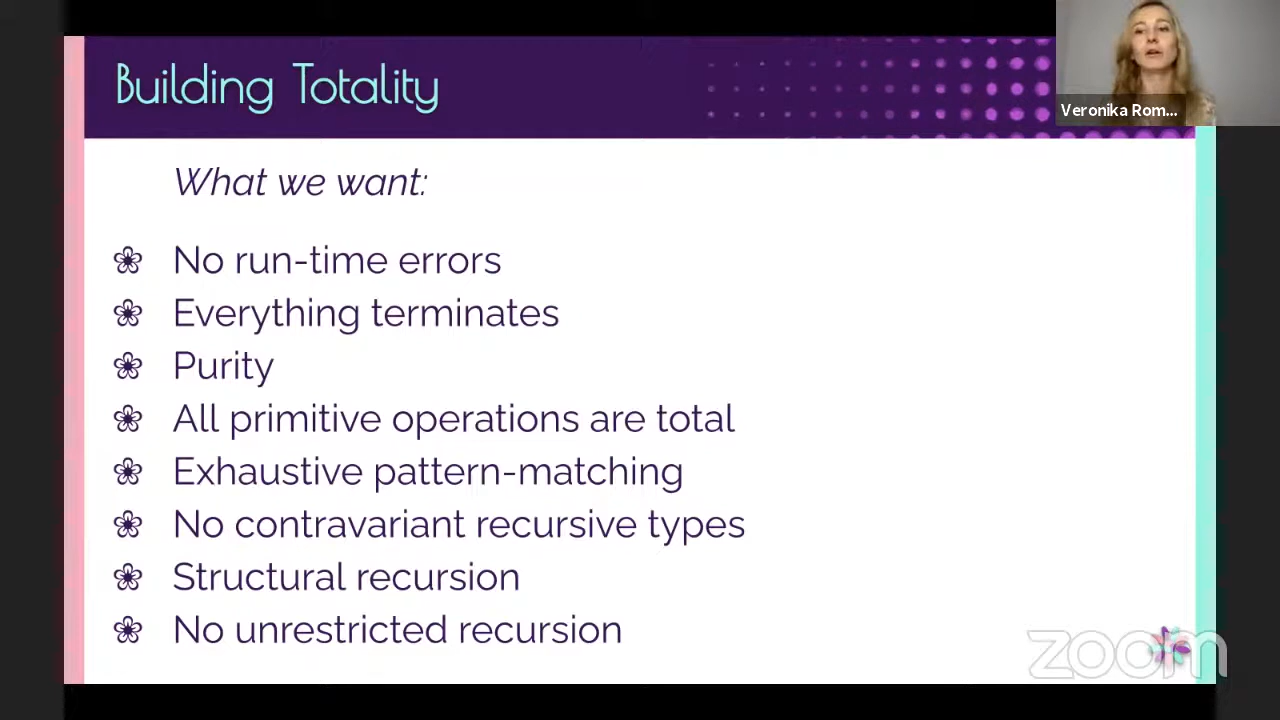 Building Totality
Veronika Rom...
What we want:
No run-time errors
Everything terminates
Purity
All primitive operations are total
Exhaustive pattern-matching
No contravariant recursive types
Structural recursion
No unrestricted recursion
zoom